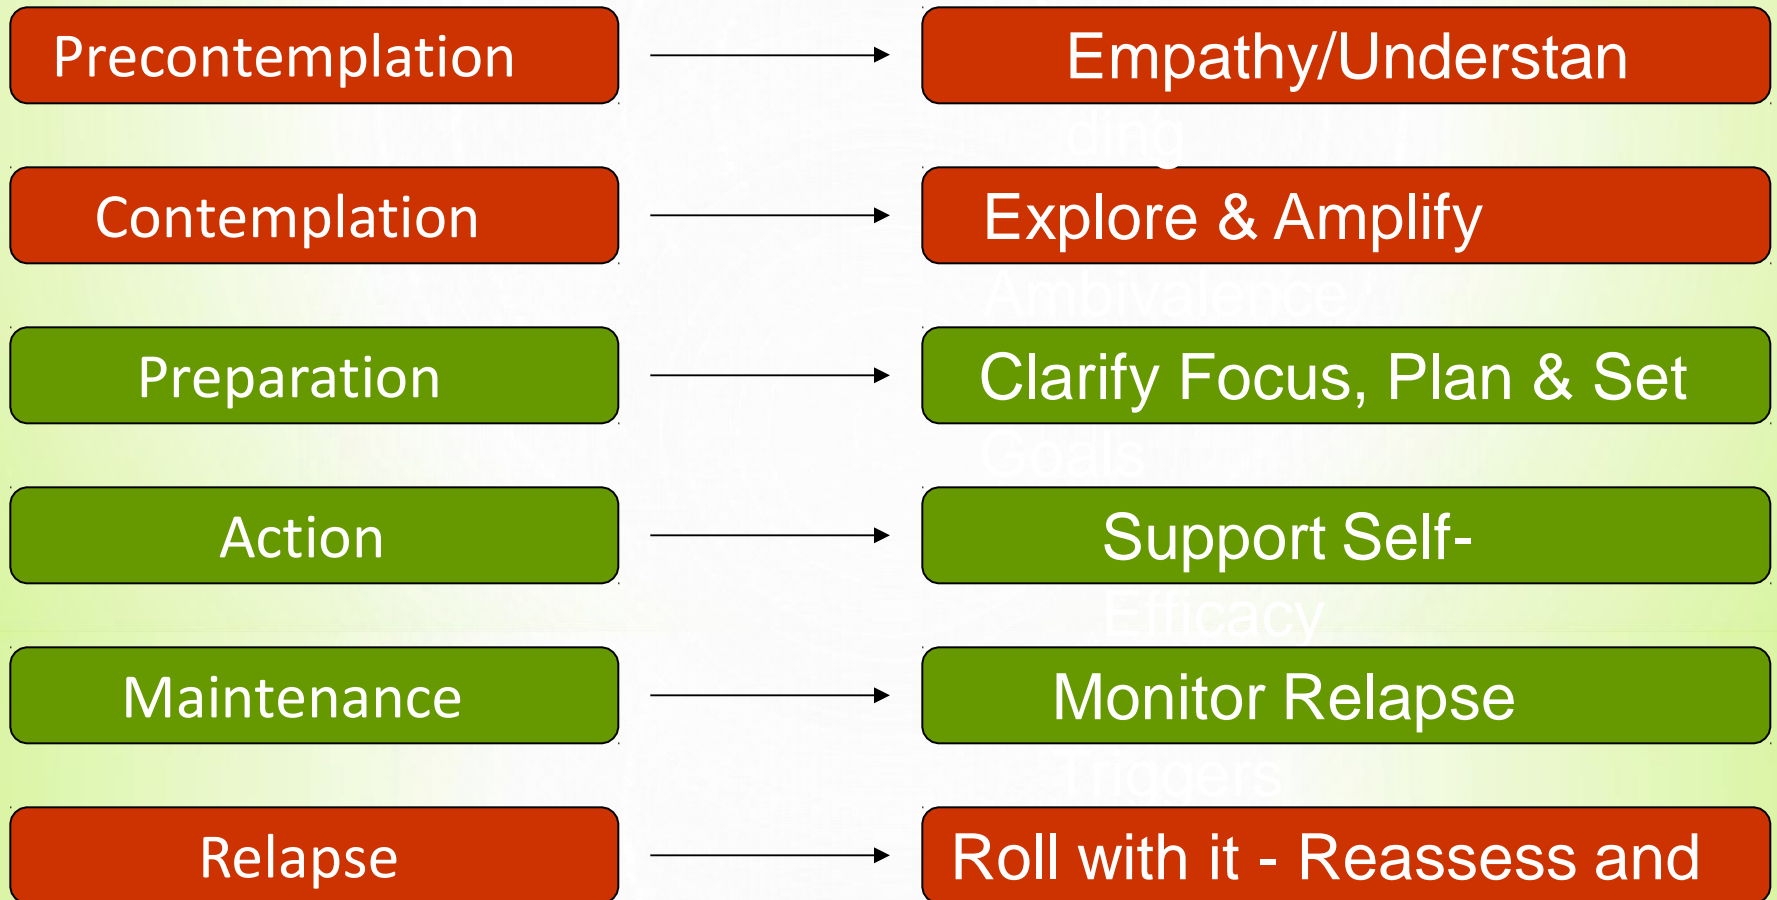 Precontemplation
Empathy/Understan
ding
Contemplation
Explore & Amplify
Ambivalence
Preparation
Clarify Focus, Plan & Set
Goals
Action
Support Self-
Efficacy
Maintenance
Monitor Relapse
Triggers
Relapse
Roll with it - Reassess and